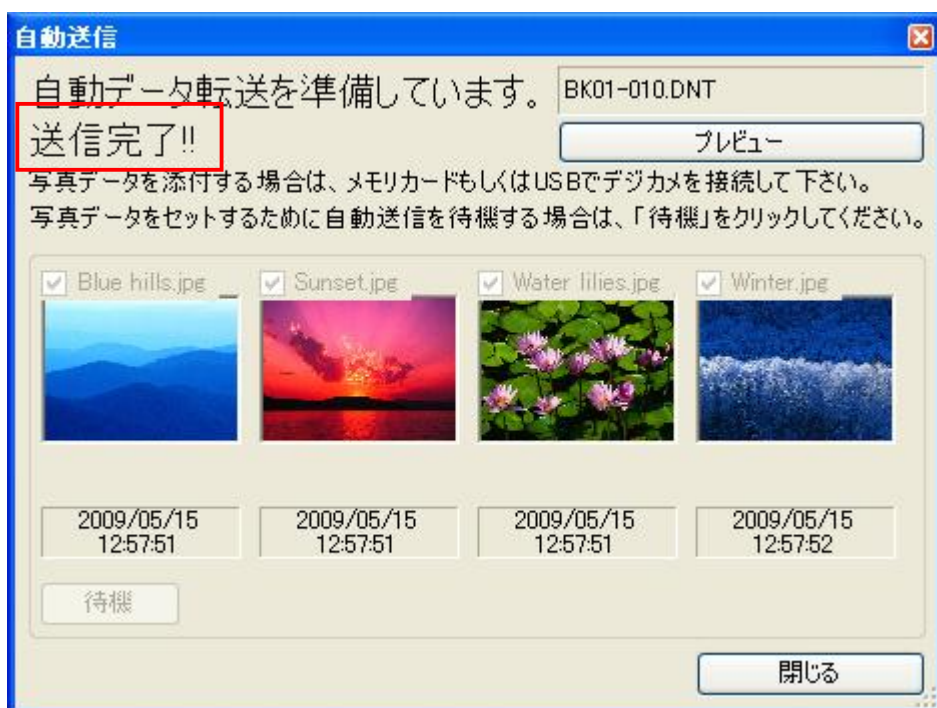 自動送信
自動データ転送を準備しています。
BK01-010.DNT
送信完了!!
プレビュー
写真データを添付する場合は、メモリカードもしくはUSBでデジカメを接続して下さい。
写真データをセットするために自動送信を待機する場合は、「待機」をクリックしてください。
Blue hills.jpg
Sunset.jpg
Water lilies.jpg
Winter.jpg
2009/05/15
12:57:51
2009/05/15
12:57:51
2009/05/15
12:57:51
2009/05/15
12:57:52
待機
閉じる